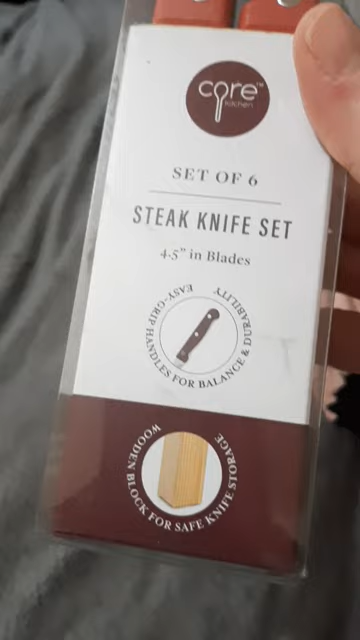 core™
kitchen
SET OF 6
STEAK KNIFE SET
4.5" in Blades
EASY-GRIP HANDLES FOR BALANCE & DURABILITY
WOODEN BLOCK FOR SAFE KNIFE STORAGE